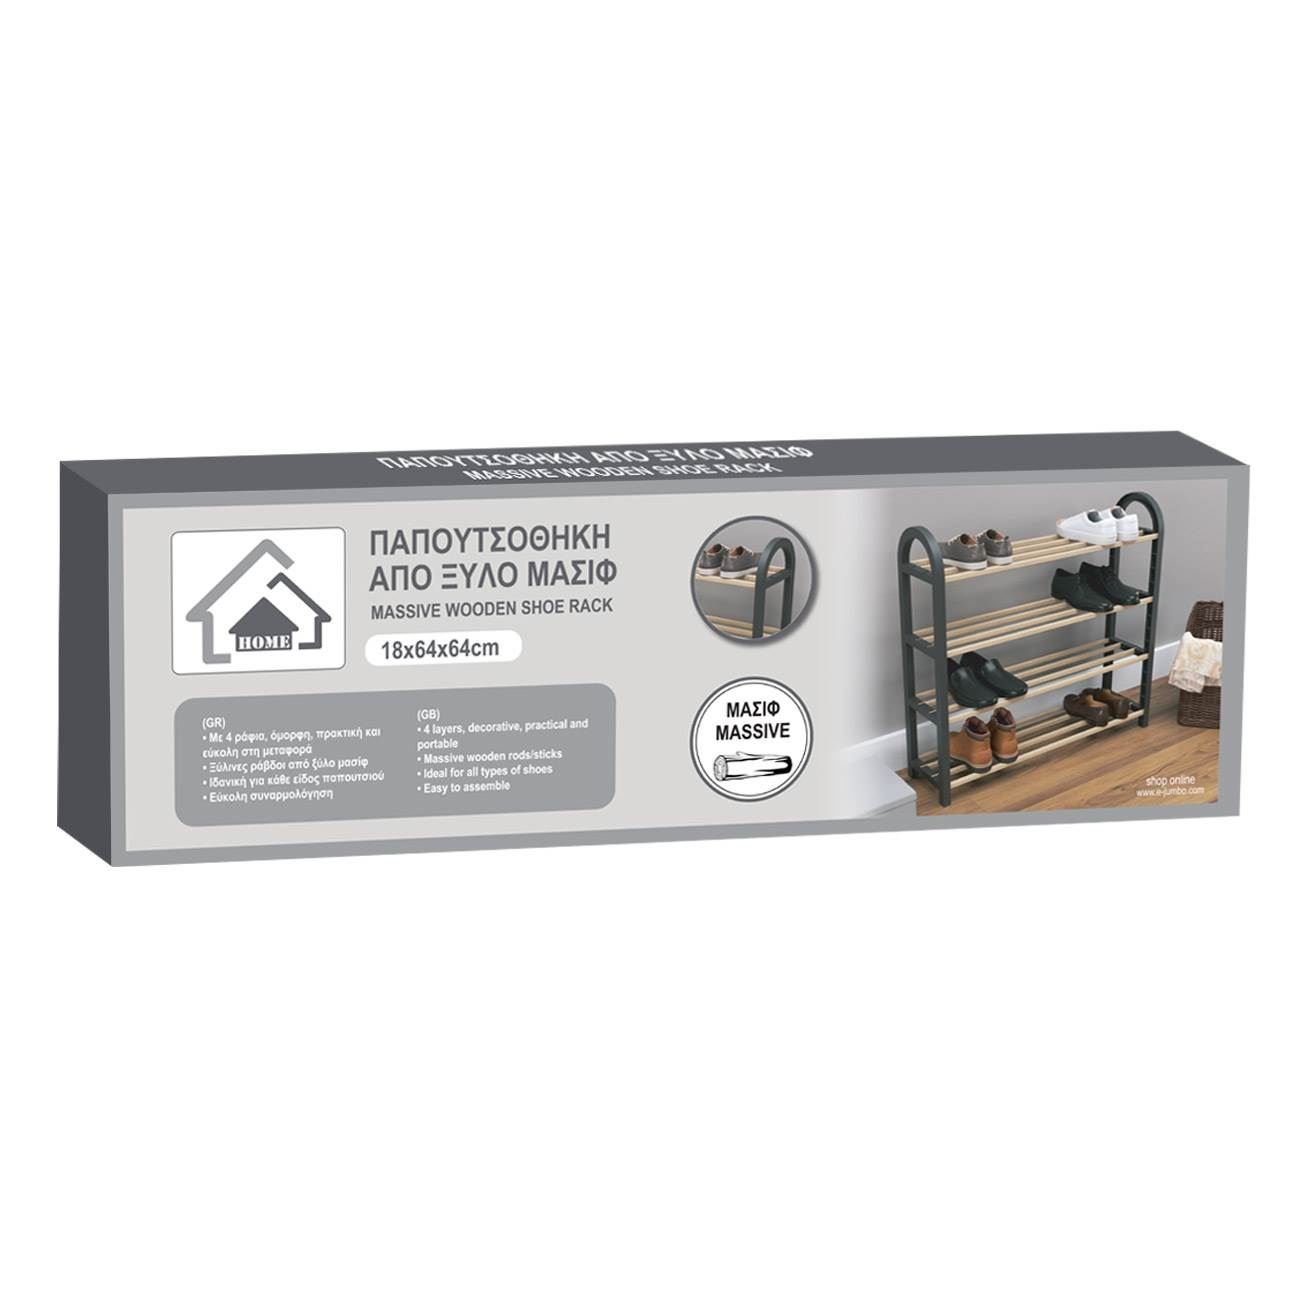 ΠΑΠΟΥΤΣΟΘΗΚΗ ΑΠΟ ΞΥΛΟ ΜΑΣΙΦ
MASSIVE WOODEN SHOE RACK
HOME
ΠΑΠΟΥΤΣΟΘΗΚΗ
ΑΠΟ ΞΥΛΟ ΜΑΣΙΦ
MASSIVE WOODEN SHOE RACK
18x64x64cm
(GR)
• Με 4 ράφια, όμορφη, πρακτική και
εύκολη στη μεταφορά
• Ξύλινες ράβδοι από ξύλο μασίφ
• Ιδανική για κάθε είδος παπουτσιού
• Εύκολη συναρμολόγηση
(GB)
• 4 layers, decorative, practical and
portable
• Massive wooden rods/sticks
• Ideal for all types of shoes
• Easy to assemble
ΜΑΣΙΦ
MASSIVE
shop online
www.e-jumbo.com